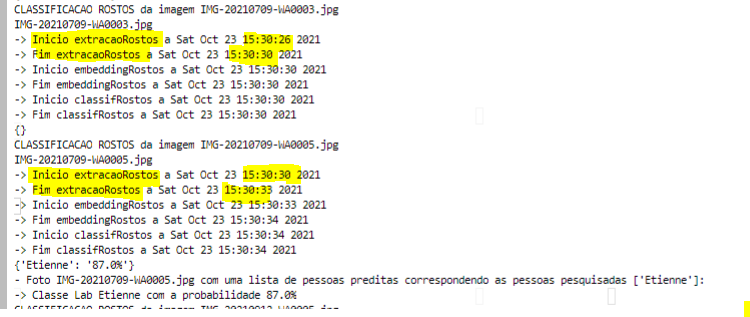 CLASSIFICACAO ROSTOS da imagem IMG-20210709-WA0003.jpg
IMG-20210709-WA0003.jpg
-> Inicio extracaoRostos a Sat Oct 23 15:30:26 2021
-> Fim extracaoRostos a Sat Oct 23 15:30:30 2021
-> Inicio embeddingRostos a Sat Oct 23 15:30:30 2021
-> Fim embeddingRostos a Sat Oct 23 15:30:30 2021
-> Inicio classifRostos a Sat Oct 23 15:30:30 2021
-> Fim classifRostos a Sat Oct 23 15:30:30 2021
{}
CLASSIFICACAO ROSTOS da imagem IMG-20210709-WA0005.jpg
IMG-20210709-WA0005.jpg
-> Inicio extracaoRostos a Sat Oct 23 15:30:30 2021
-> Fim extracaoRostos a Sat Oct 23 15:30:33 2021
-> Inicio embeddingRostos a Sat Oct 23 15:30:33 2021
-> Fim embeddingRostos a Sat Oct 23 15:30:34 2021
-> Inicio classifRostos a Sat Oct 23 15:30:34 2021
-> Fim classifRostos a Sat Oct 23 15:30:34 2021
{'Etienne': '87.0%'}
- Foto IMG-20210709-WA0005.jpg com uma lista de pessoas preditas correspondendo as pessoas pesquisadas ['Etienne']:
-> Classe Lab Etienne com a probabilidade 87.0%